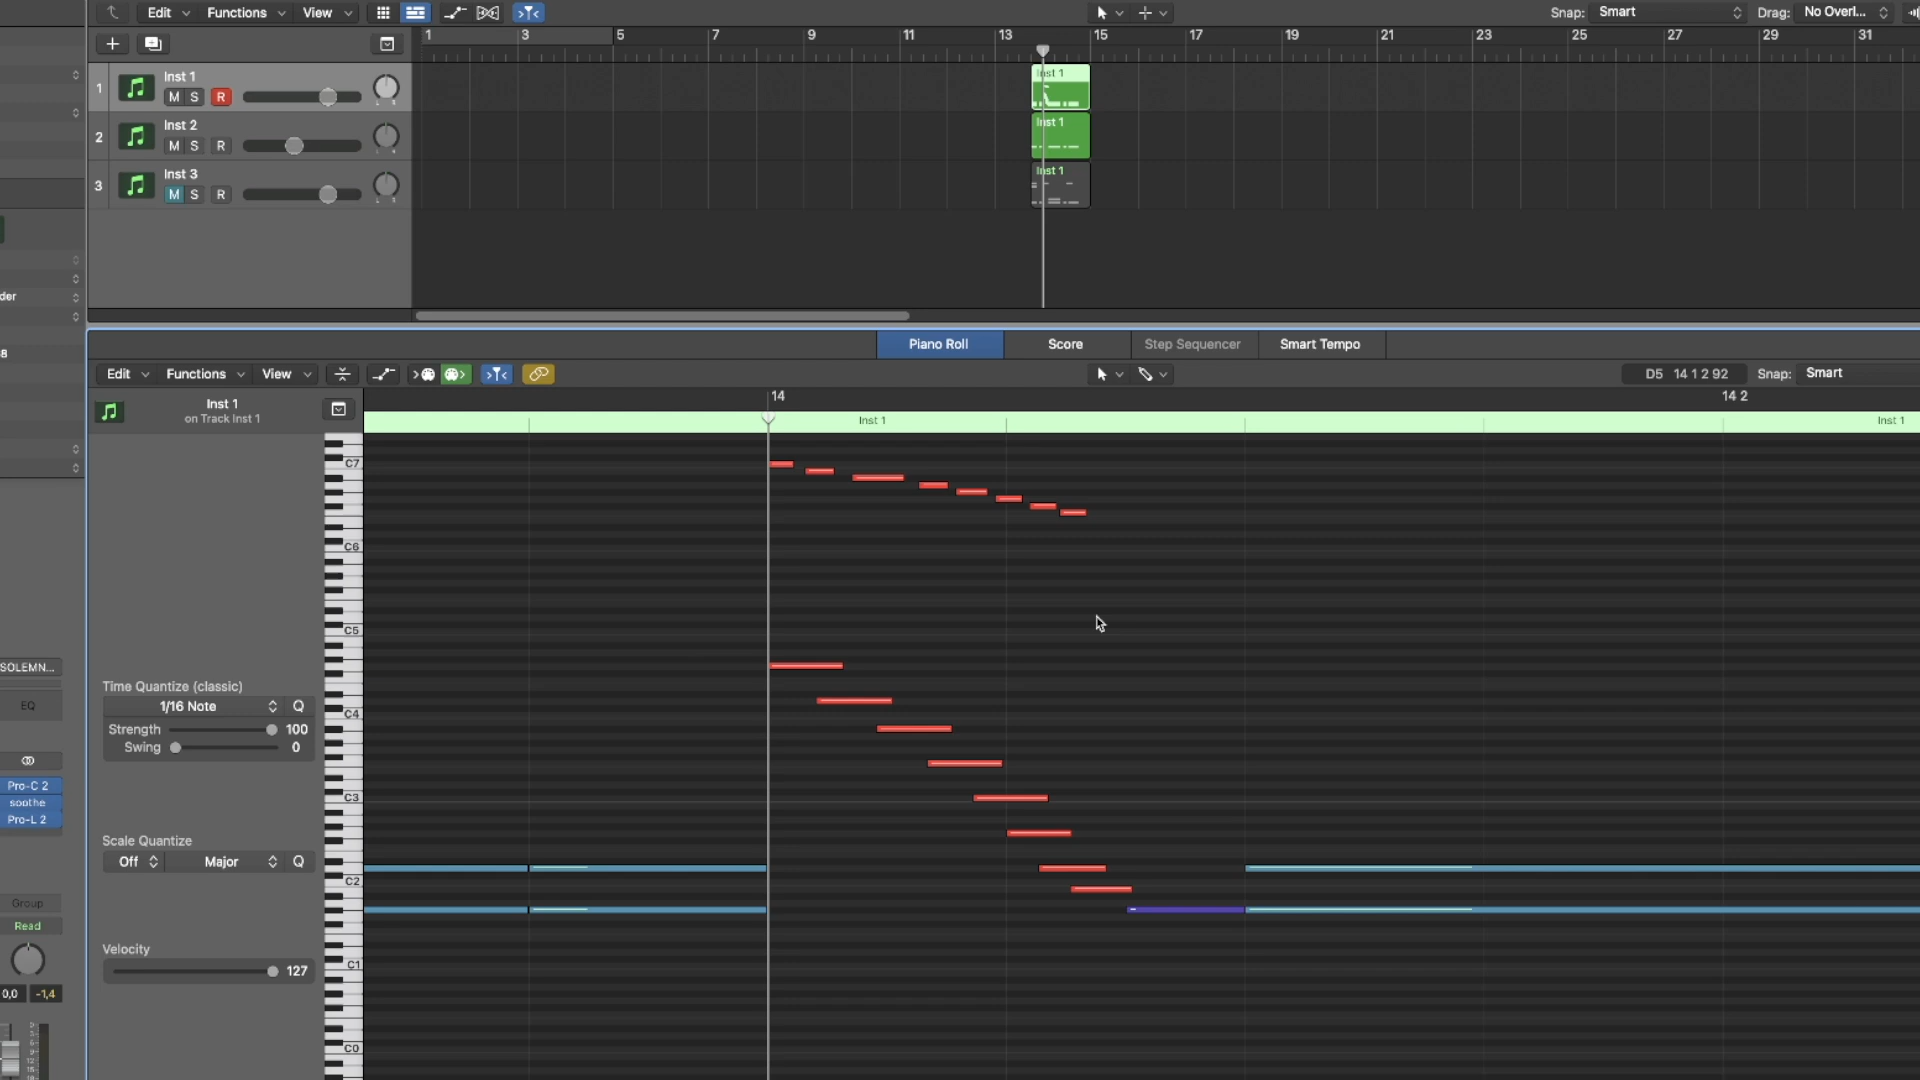 Edit Functions View Snap: Smart Drag: No Overl...
1 3 5 7 9 11 13 15 17 19 21 23 25 27 29 31
1 Inst 1 Inst 1
M S R
2 Inst 2 Inst 1
M S R
3 Inst 3 Inst 1
M S R
der
Piano Roll Score Step Sequencer Smart Tempo
Edit Functions View D5 14 1 2 92 Snap: Smart
14 14 2
Inst 1
on Track Inst 1
Inst 1 Inst 1
C7
C6
C5
C4
C3
C2
C1
C0
Time Quantize (classic)
1/16 Note Q
Strength 100
Swing 0
Scale Quantize
Off Major Q
Velocity
127
SOLEMN...
EQ
Pro-C 2
soothe
Pro-L 2
Group
Read
0,0 -1,4